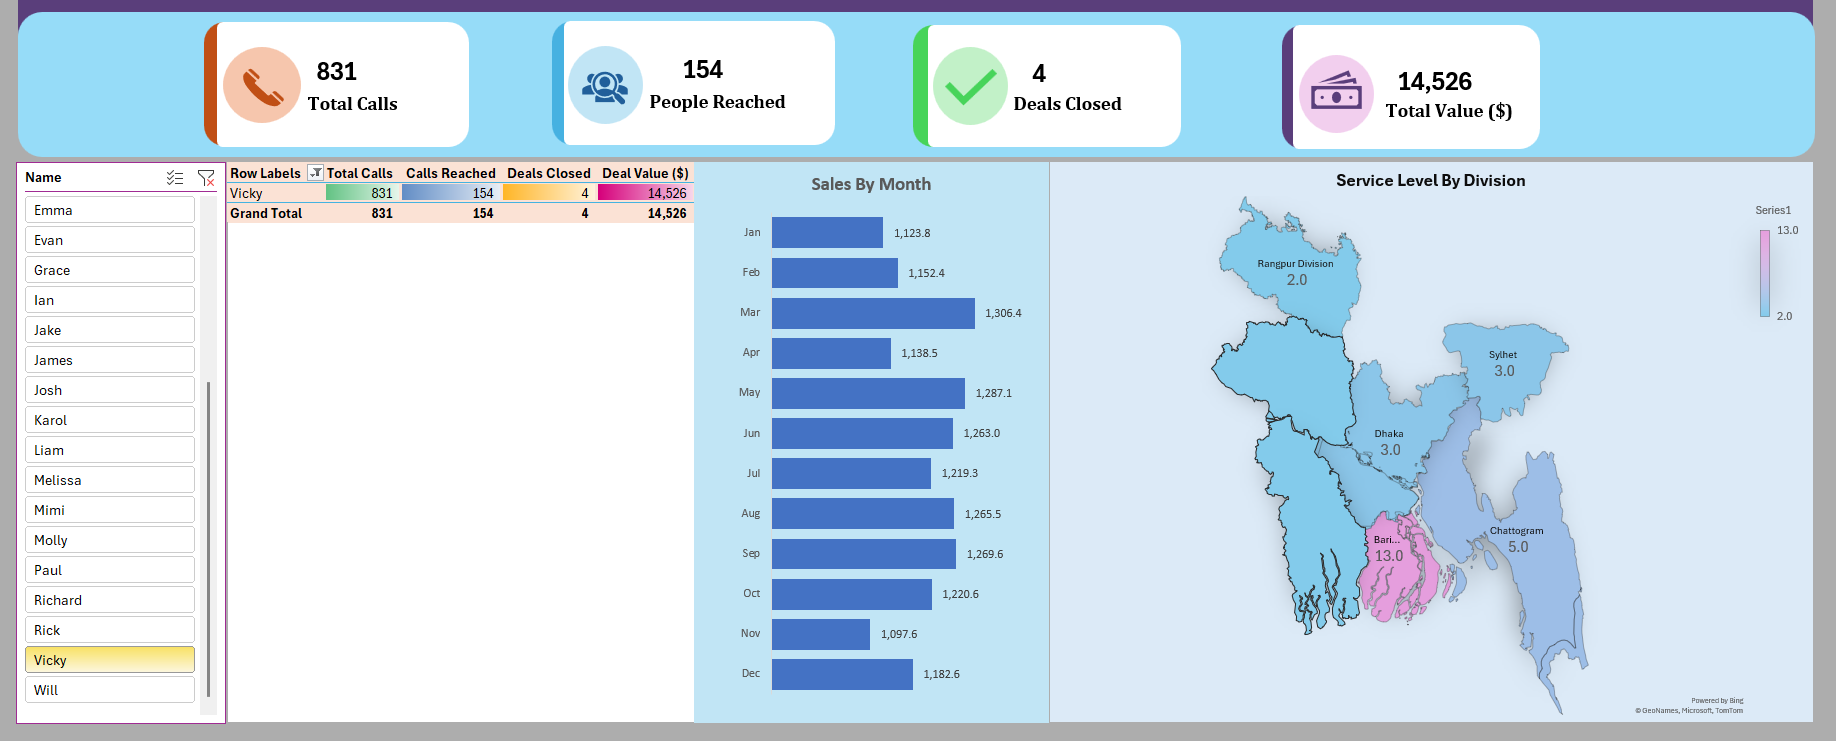 831
Total Calls
154
People Reached
4
Deals Closed
14,526
Total Value ($)
Name
Emma
Evan
Grace
Ian
Jake
James
Josh
Karol
Liam
Melissa
Mimi
Molly
Paul
Richard
Rick
Vicky
Will
Row Labels Total Calls Calls Reached Deals Closed Deal Value ($)
Vicky 831 154 4 14,526
Grand Total 831 154 4 14,526
Sales By Month
Jan 1,123.8
Feb 1,152.4
Mar 1,306.4
Apr 1,138.5
May 1,287.1
Jun 1,263.0
Jul 1,219.3
Aug 1,265.5
Sep 1,269.6
Oct 1,220.6
Nov 1,097.6
Dec 1,182.6
Service Level By Division
Series1
13.0
2.0
Rangpur Division
2.0
Sylhet
3.0
Dhaka
3.0
Chattogram
5.0
Bari...
13.0
Powered by Bing
© GeoNames, Microsoft, TomTom